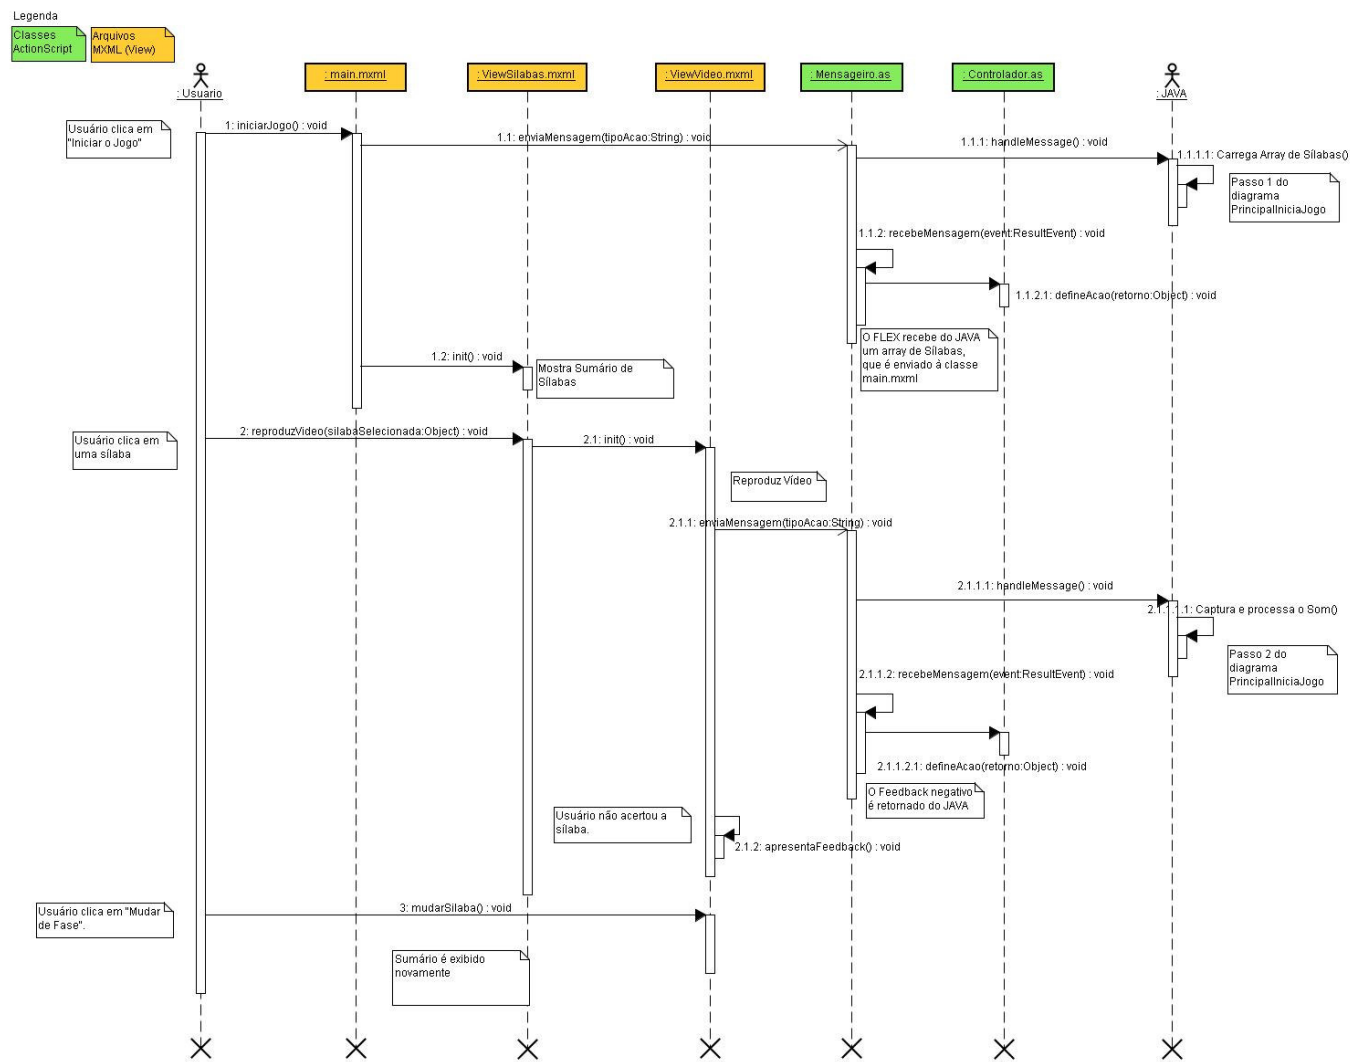 Legenda
Classes
ActionScript
Arquivos
MXML (View)
: Usuario
: main.mxml
: ViewSilabas.mxml
: ViewVideo.mxml
: Mensageiro.as
: Controlador.as
: JAVA
Usuário clica em
"Iniciar o Jogo"
1: iniciarJogo() : void
1.1: enviaMensagem(tipoAcao:String) : void
1.1.1: handleMessage() : void
1.1.1.1: Carrega Array de Sílabas()
Passo 1 do
diagrama
PrincipalIniciaJogo
1.1.2: recebeMensagem(event:ResultEvent) : void
1.1.2.1: defineAcao(retorno:Object) : void
O FLEX recebe do JAVA
um array de Sílabas,
que é enviado à classe
main.mxml
1.2: init() : void
Mostra Sumário de
Sílabas
2: reproduzVideo(silabaSelecionada:Object) : void
Usuário clica em
uma sílaba
2.1: init() : void
Reproduz Vídeo
2.1.1: enviaMensagem(tipoAcao:String) : void
2.1.1.1: handleMessage() : void
2.1.1.1.1: Captura e processa o Som()
Passo 2 do
diagrama
PrincipalIniciaJogo
2.1.1.2: recebeMensagem(event:ResultEvent) : void
2.1.1.2.1: defineAcao(retorno:Object) : void
O Feedback negativo
é retornado do JAVA
Usuário não acertou a
sílaba.
2.1.2: apresentaFeedback() : void
Usuário clica em "Mudar
de Fase".
3: mudarSilaba() : void
Sumário é exibido
novamente